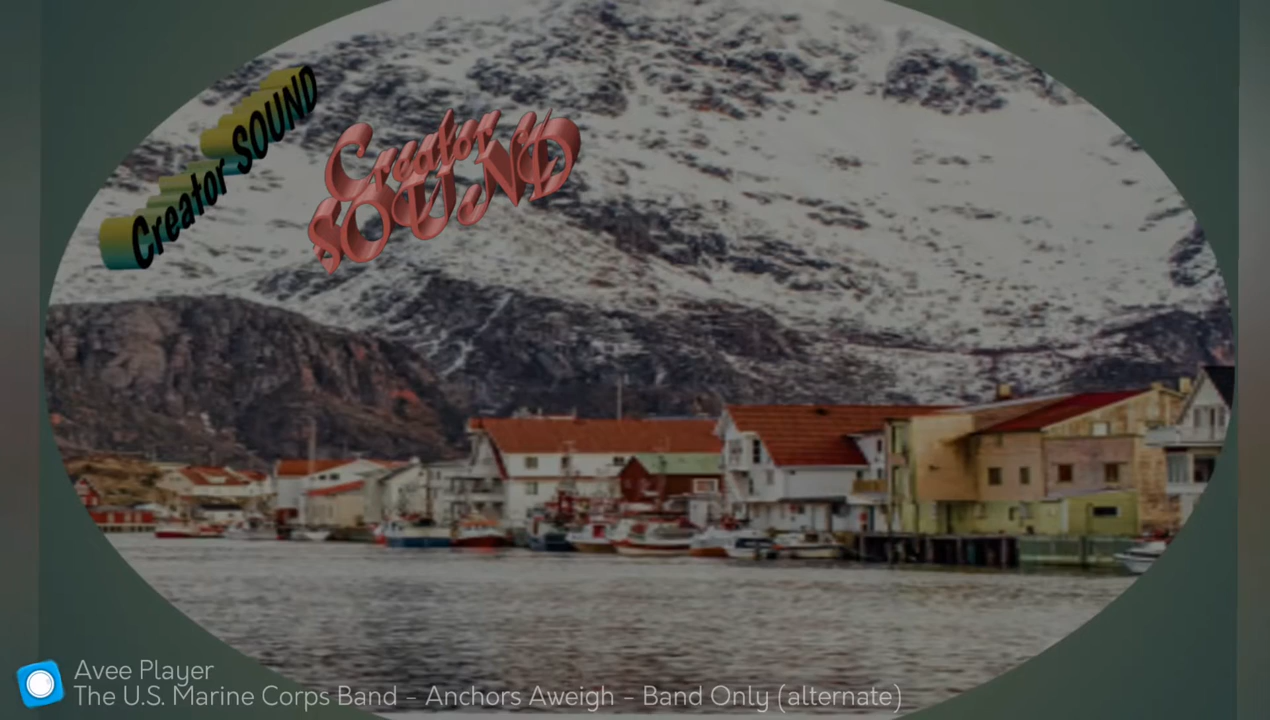 Creator SOUND
Creator
SOUND
Avee Player
The U.S. Marine Corps Band - Anchors Aweigh - Band Only (alternate)